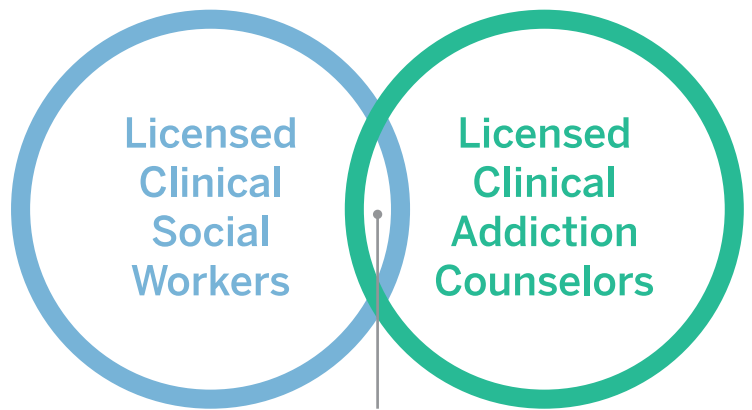 Licensed
Clinical
Social
Workers
Licensed
Clinical
Addiction
Counselors